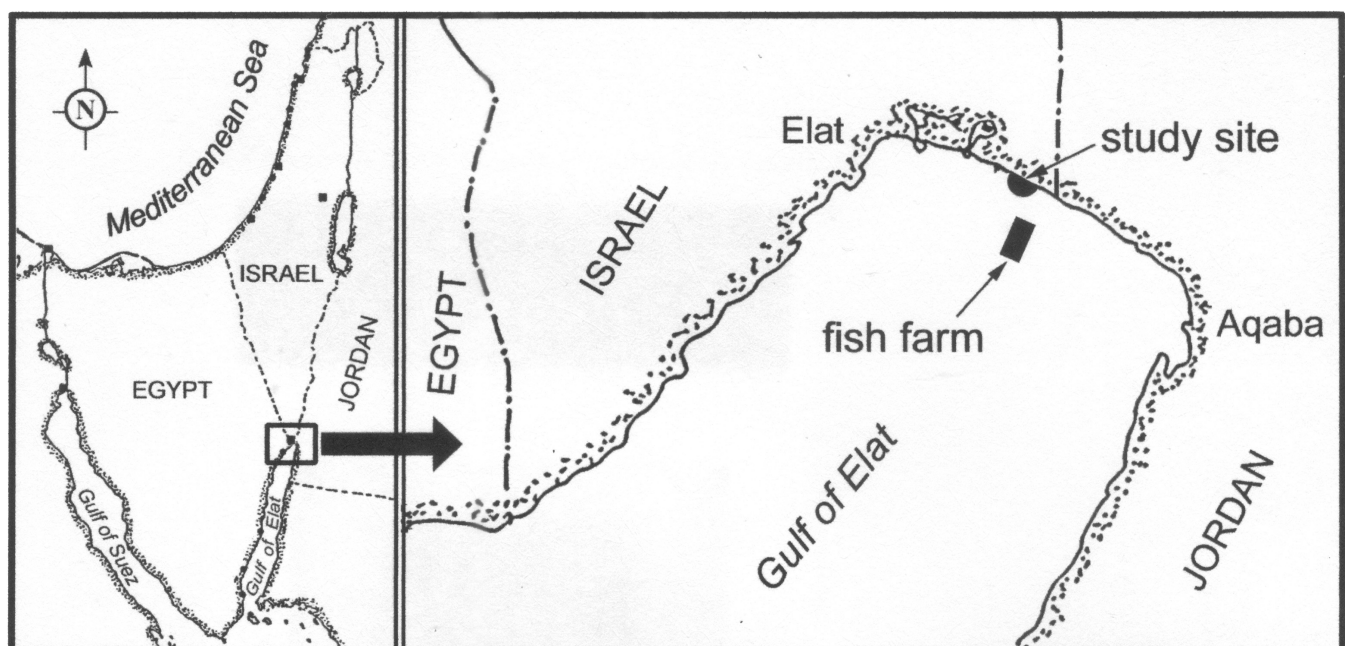 N
Mediterranean Sea
ISRAEL
JORDAN
EGYPT
Gulf of Suez
Gulf of Elat
EGYPT
ISRAEL
Elat
study site
fish farm
Aqaba
Gulf of Elat
JORDAN